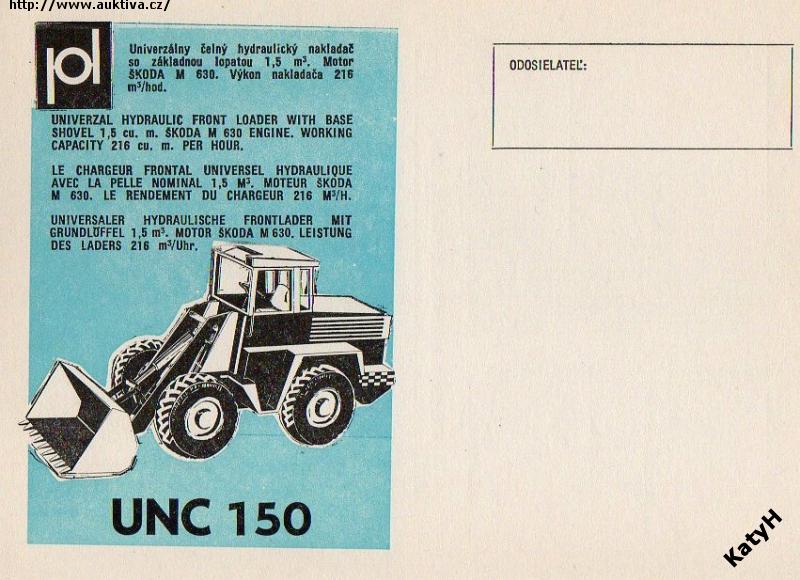 http://www.auktiva.cz/
pd
Univerzálny čelný hydraulický nakladač
so základnou lopatou 1,5 m³. Motor
ŠKODA M 630. Výkon nakladača 216
m³/hod.
UNIVERZAL HYDRAULIC FRONT LOADER WITH BASE
SHOVEL 1,5 cu. m. ŠKODA M 630 ENGINE. WORKING
CAPACITY 216 cu. m. PER HOUR.
LE CHARGEUR FRONTAL UNIVERSEL HYDRAULIQUE
AVEC LA PELLE NOMINAL 1,5 M³. MOTEUR ŠKODA
M 630. LE RENDEMENT DU CHARGEUR 216 M³/H.
UNIVERSALER HYDRAULISCHE FRONTLADER MIT
GRUNDLÜFFEL 1,5 m³. MOTOR ŠKODA M 630. LEISTUNG
DES LADERS 216 m³/Uhr.
UNC 150
ODOSIELATEĽ:
KatyH